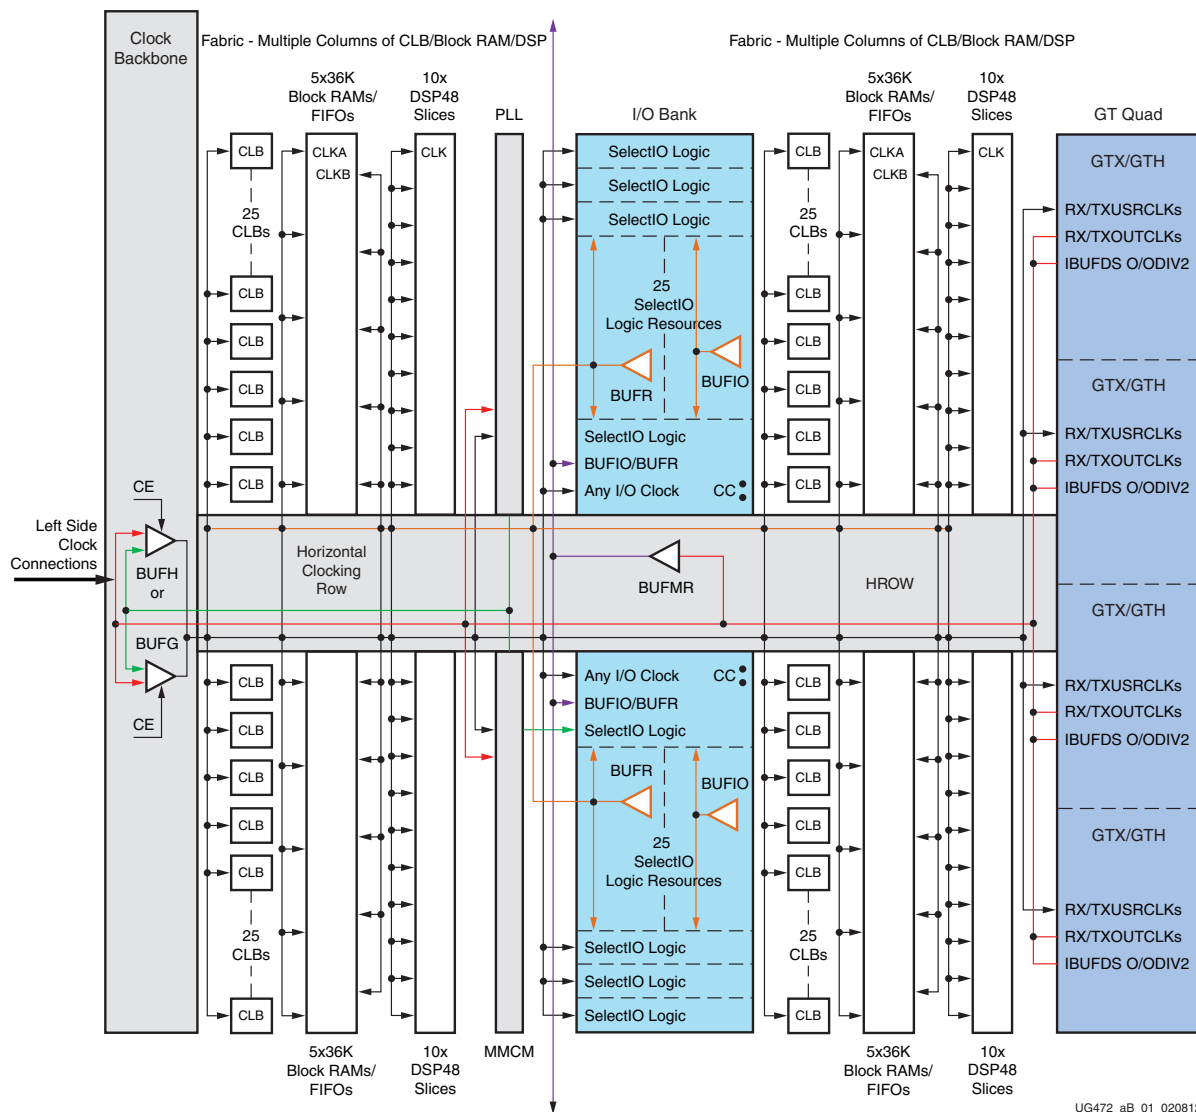 Clock
Backbone
Fabric - Multiple Columns of CLB/Block RAM/DSP
Fabric - Multiple Columns of CLB/Block RAM/DSP
5x36K
Block RAMs/
FIFOs
10x
DSP48
Slices
PLL
I/O Bank
5x36K
Block RAMs/
FIFOs
10x
DSP48
Slices
GT Quad
CLB
25
CLBs
CLB
CLB
CLB
CLB
CLB
CLKA
CLKB
CLK
SelectIO Logic
SelectIO Logic
SelectIO Logic
25
SelectIO
Logic Resources
BUFR
BUFIO
SelectIO Logic
BUFIO/BUFR
Any I/O Clock
CC
CLB
25
CLBs
CLB
CLB
CLB
CLB
CLB
CLKA
CLKB
CLK
GTX/GTH
RX/TXUSRCLKs
RX/TXOUTCLKs
IBUFDS O/ODIV2
GTX/GTH
RX/TXUSRCLKs
RX/TXOUTCLKs
IBUFDS O/ODIV2
CE
Left Side
Clock
Connections
BUFH
or
BUFG
CE
Horizontal
Clocking
Row
BUFMR
HROW
CLB
CLB
CLB
CLB
CLB
25
CLBs
CLB
Any I/O Clock
CC
BUFIO/BUFR
SelectIO Logic
BUFR
BUFIO
25
SelectIO
Logic Resources
SelectIO Logic
SelectIO Logic
SelectIO Logic
CLB
CLB
CLB
CLB
CLB
25
CLBs
CLB
GTX/GTH
RX/TXUSRCLKs
RX/TXOUTCLKs
IBUFDS O/ODIV2
GTX/GTH
RX/TXUSRCLKs
RX/TXOUTCLKs
IBUFDS O/ODIV2
5x36K
Block RAMs/
FIFOs
10x
DSP48
Slices
MMCM
5x36K
Block RAMs/
FIFOs
10x
DSP48
Slices
UG472_aB_01_020812